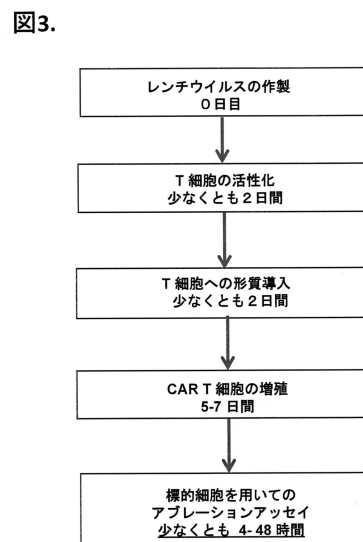 図3.
レンチウイルスの作製
０日目
T 細胞の活性化
少なくとも２日間
T 細胞への形質導入
少なくとも２日間
CAR T 細胞の増殖
5-7 日間
標的細胞を用いての
アブレーションアッセイ
少なくとも 4- 48 時間